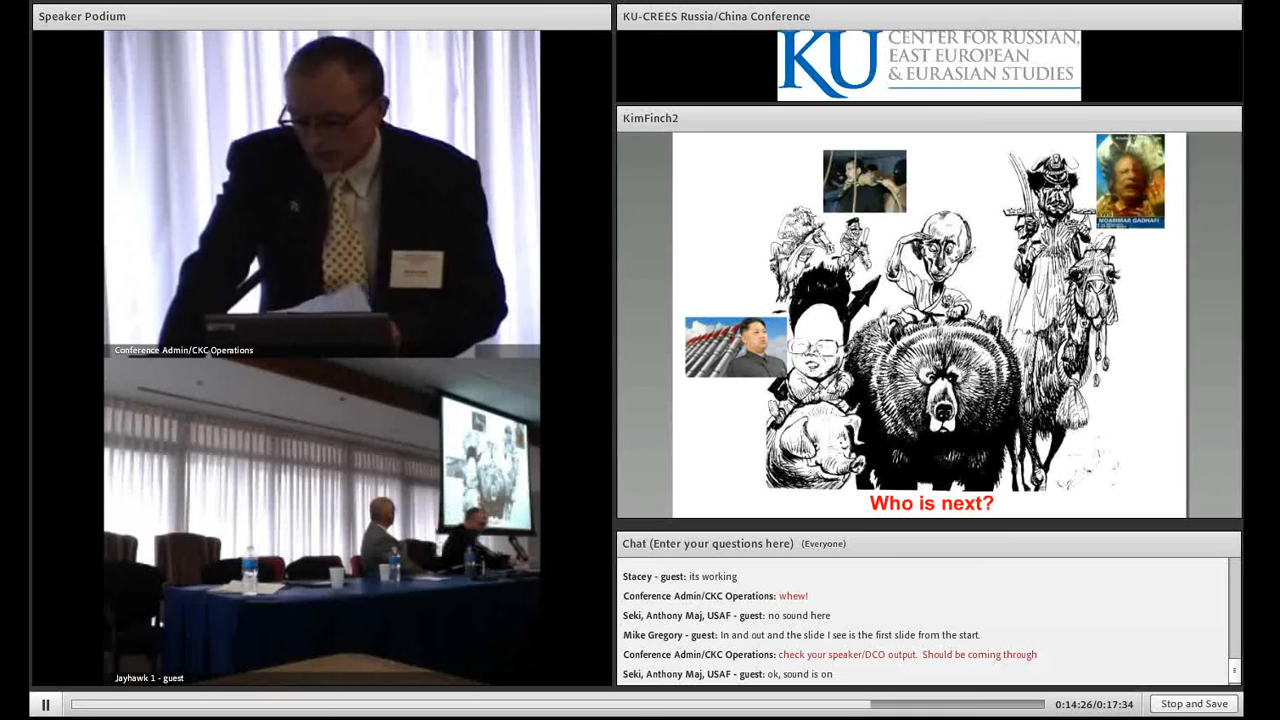 Speaker Podium
Conference Admin/CKC Operations
Jayhawk 1 - guest
KU-CREES Russia/China Conference
KU CENTER FOR RUSSIAN,
EAST EUROPEAN
& EURASIAN STUDIES
KimFinch2
MOAMMAR GADHAFI
Who is next?
Chat (Enter your questions here) (Everyone)
Stacey - guest: its working
Conference Admin/CKC Operations: whew!
Seki, Anthony Maj, USAF - guest: no sound here
Mike Gregory - guest: In and out and the slide I see is the first slide from the start.
Conference Admin/CKC Operations: check your speaker/DCO output. Should be coming through
Seki, Anthony Maj, USAF - guest: ok, sound is on
0:14:26/0:17:34
Stop and Save